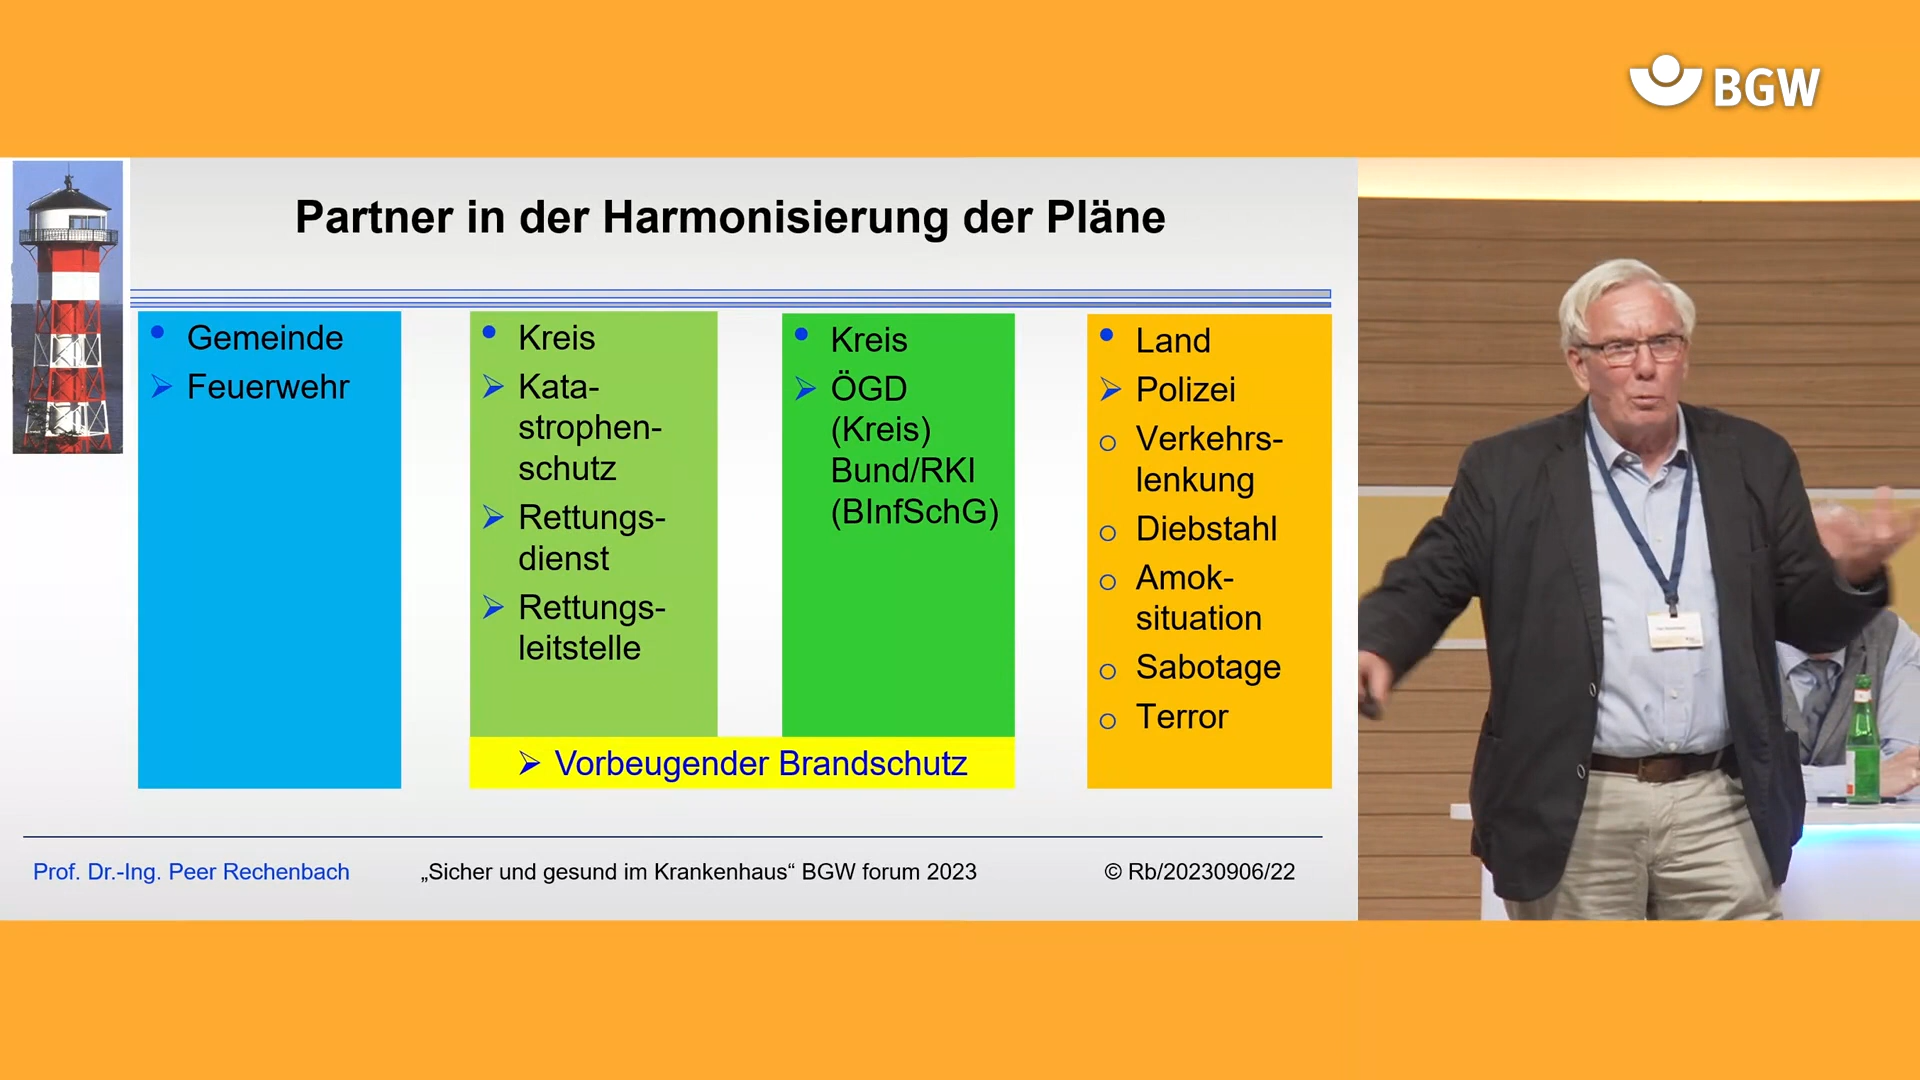 BGW
Partner in der Harmonisierung der Pläne
• Gemeinde
➢ Feuerwehr
• Kreis
➢ Kata-
strophen-
schutz
➢ Rettungs-
dienst
➢ Rettungs-
leitstelle
• Kreis
➢ ÖGD
(Kreis)
Bund/RKI
(BInfSchG)
➢ Vorbeugender Brandschutz
• Land
➢ Polizei
o Verkehrs-
lenkung
o Diebstahl
o Amok-
situation
o Sabotage
o Terror
Prof. Dr.-Ing. Peer Rechenbach
„Sicher und gesund im Krankenhaus“ BGW forum 2023
© Rb/20230906/22